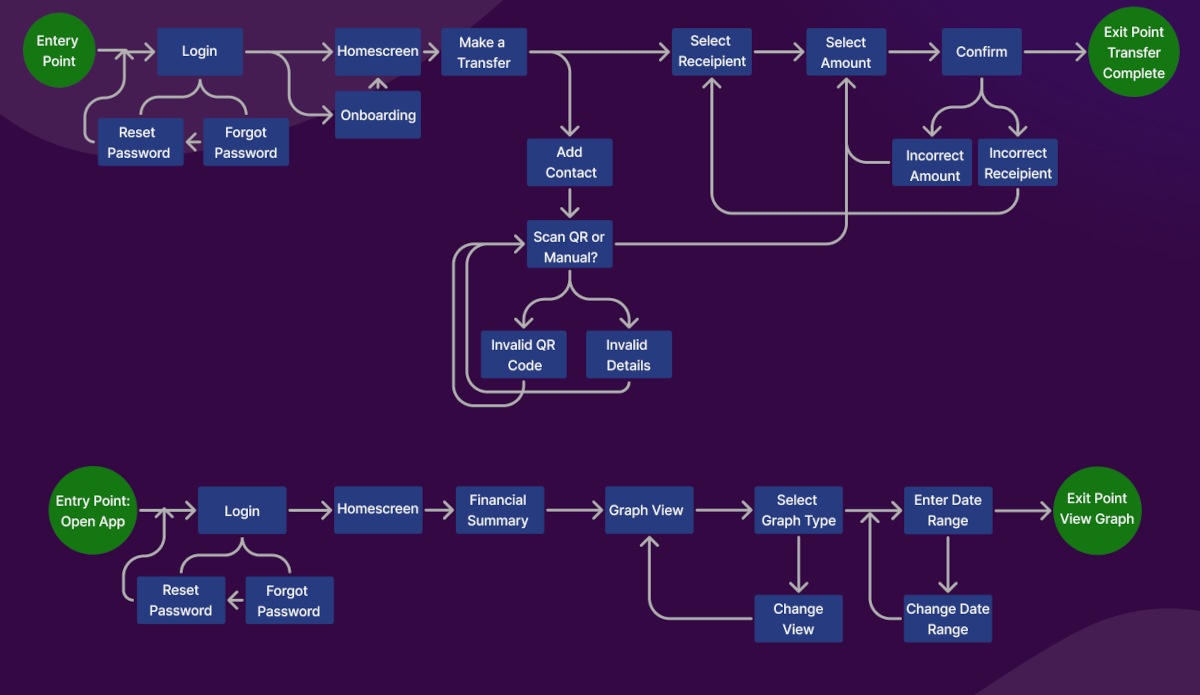 Entery
Point
Login
Reset
Password
Forgot
Password
Homescreen
Onboarding
Make a
Transfer
Add
Contact
Scan QR or
Manual?
Invalid QR
Code
Invalid
Details
Select
Receipient
Select
Amount
Confirm
Incorrect
Amount
Incorrect
Receipient
Exit Point
Transfer
Complete
Entry Point:
Open App
Login
Reset
Password
Forgot
Password
Homescreen
Financial
Summary
Graph View
Select
Graph Type
Change
View
Enter Date
Range
Change Date
Range
Exit Point
View Graph